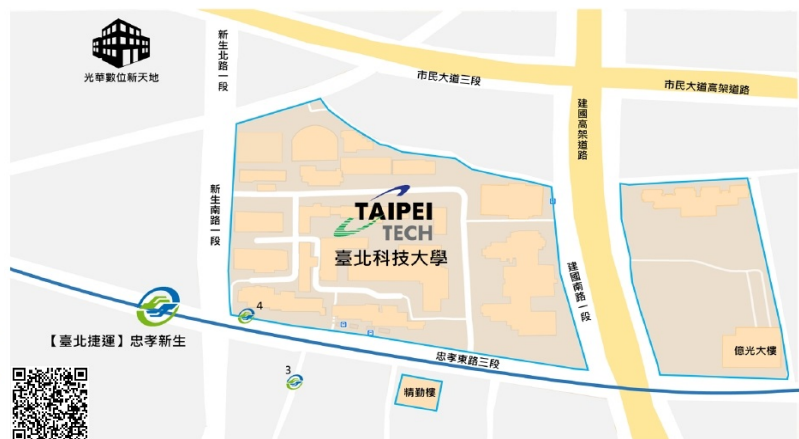 光華數位新天地
新生北路一段
市民大道三段
市民大道高架道路
建國高架道路
新生南路一段
TAIPEI
TECH
臺北科技大學
建國南路一段
4
【臺北捷運】忠孝新生
忠孝東路三段
億光大樓
3
精勤樓